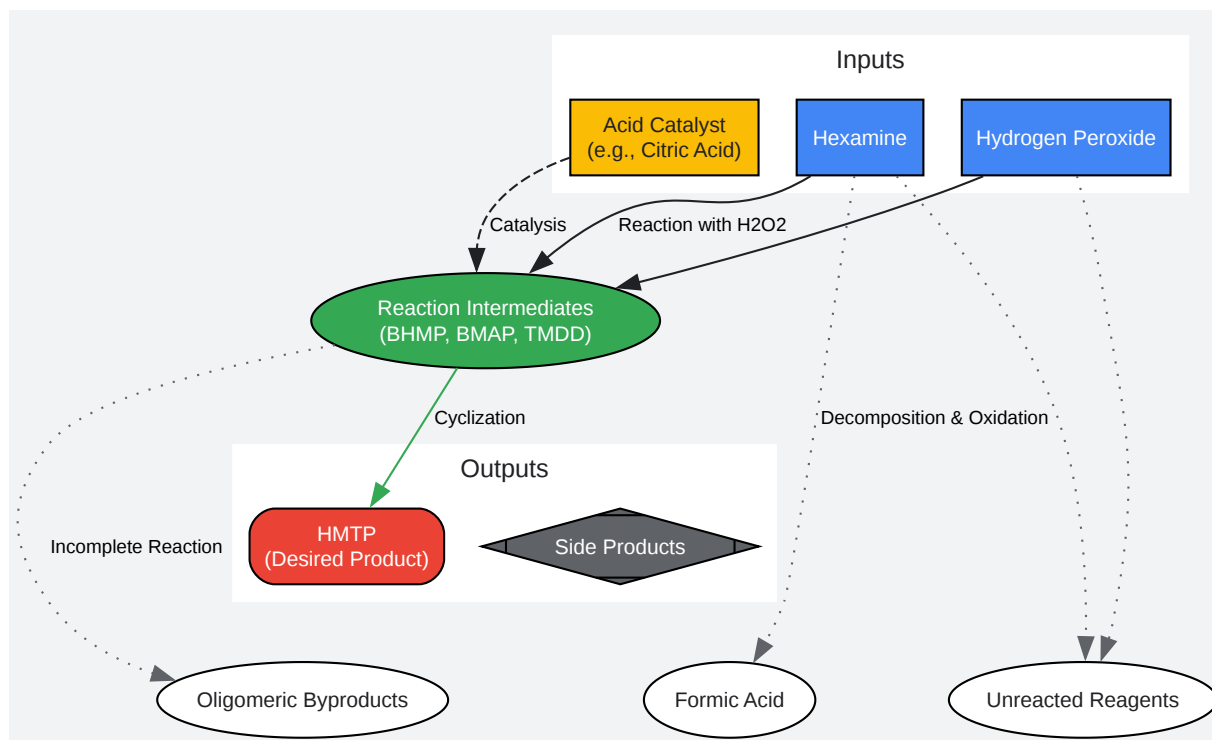 Inputs
Acid Catalyst
(e.g., Citric Acid)
Hexamine
Hydrogen Peroxide
Catalysis
Reaction with H2O2
Reaction Intermediates
(BHMP, BMAP, TMDD)
Cyclization
Decomposition & Oxidation
Outputs
HMTP
(Desired Product)
Side Products
Incomplete Reaction
Oligomeric Byproducts
Formic Acid
Unreacted Reagents